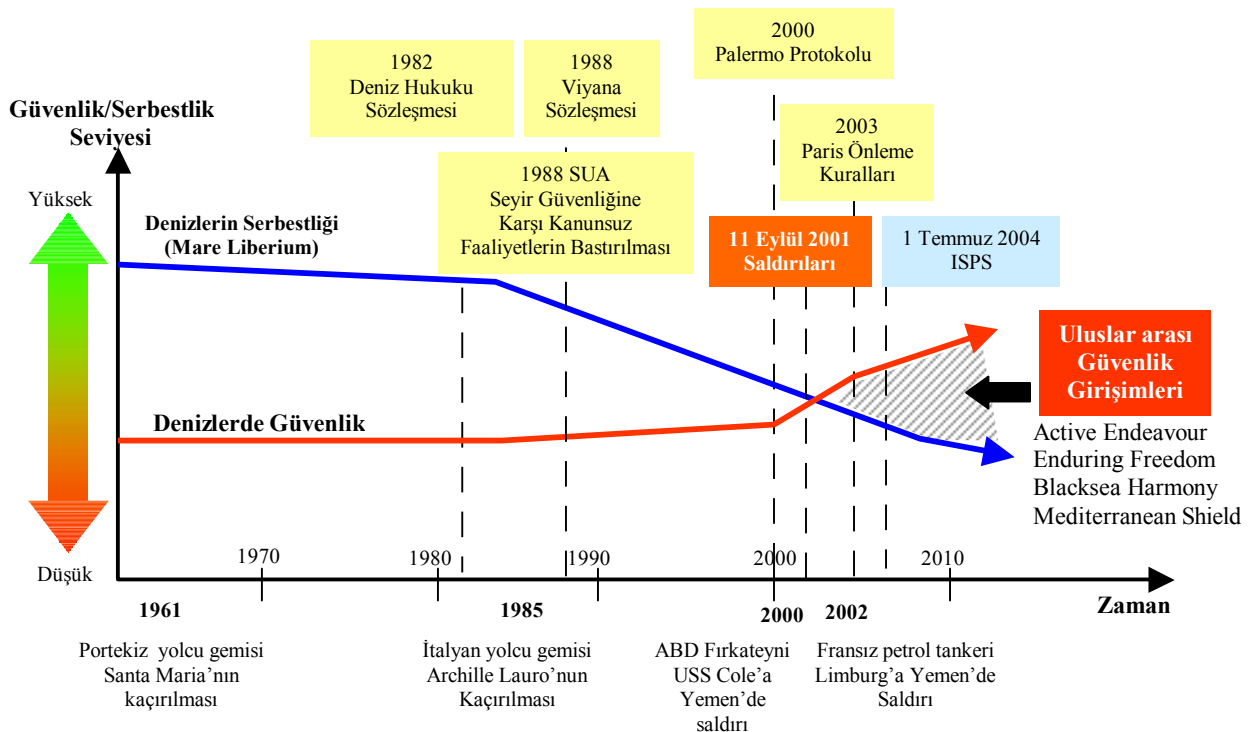 2000
Palermo Protokolu
1982
Deniz Hukuku
Sözleşmesi
1988
Viyana
Sözleşmesi
Güvenlik/Serbestlik
Seviyesi
2003
Paris Önleme
Kuralları
1988 SUA
Seyir Güvenliğine
Karşı Kanunsuz
Faaliyetlerin Bastırılması
Yüksek
Denizlerin Serbestliği
(Mare Liberium)
11 Eylül 2001
Saldırıları
1 Temmuz 2004
ISPS
Uluslar arası
Güvenlik
Girişimleri
Denizlerde Güvenlik
Active Endeavour
Enduring Freedom
Blacksea Harmony
Mediterranean Shield
Düşük
1970
1980
1990
2000
2010
Zaman
1961
Portekiz yolcu gemisi
Santa Maria’nın
kaçırılması
1985
İtalyan yolcu gemisi
Archille Lauro’nun
Kaçırılması
2000
ABD Fırkateyni
USS Cole’a
Yemen’de
saldırı
2002
Fransız petrol tankeri
Limburg’a Yemen’de
Saldırı